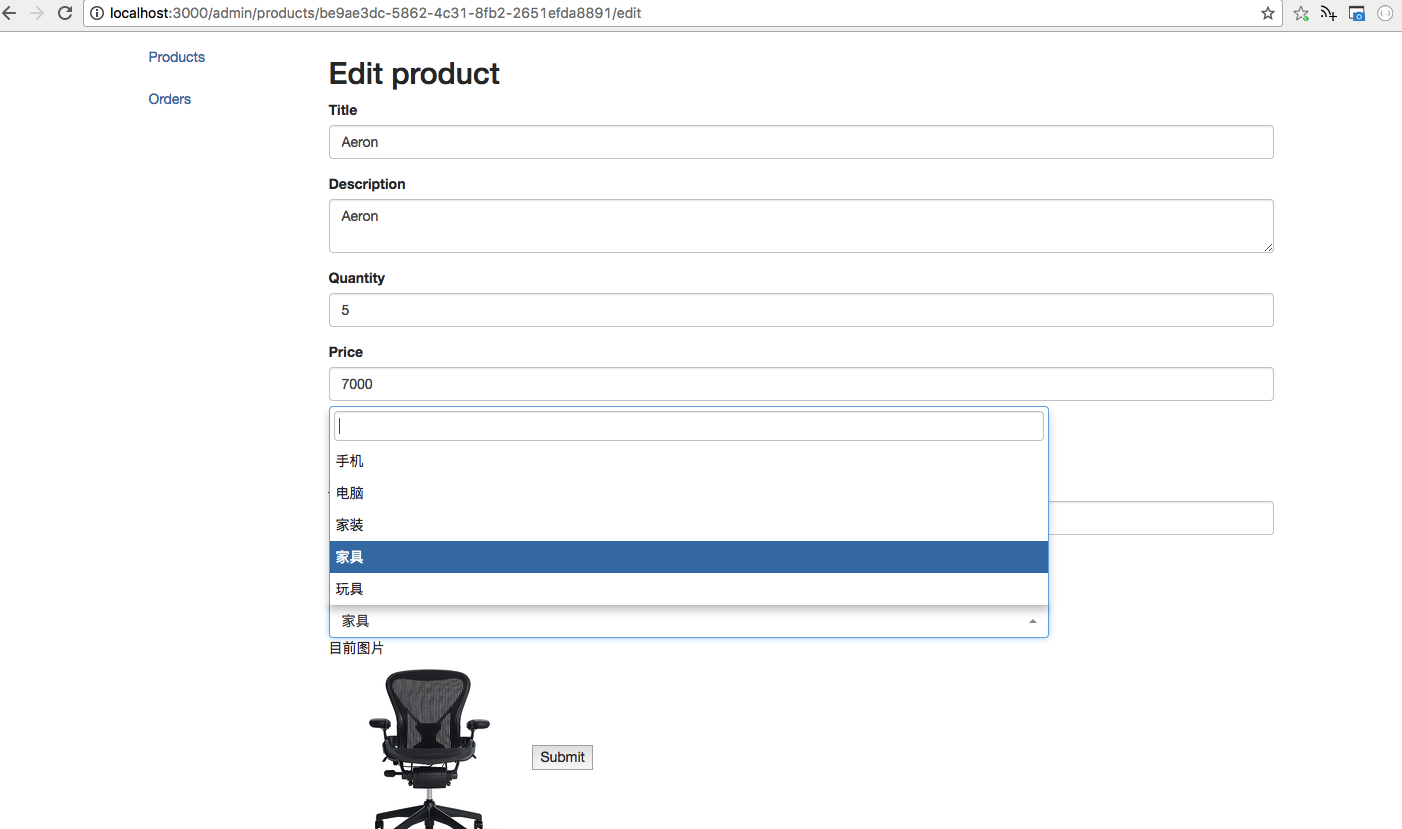 localhost:3000/admin/products/be9ae3dc-5862-4c31-8fb2-2651efda8891/edit
Products
Orders
Edit product
Title
Aeron
Description
Aeron
Quantity
5
Price
7000
手机
电脑
家装
家具
玩具
家具
目前图片
Submit